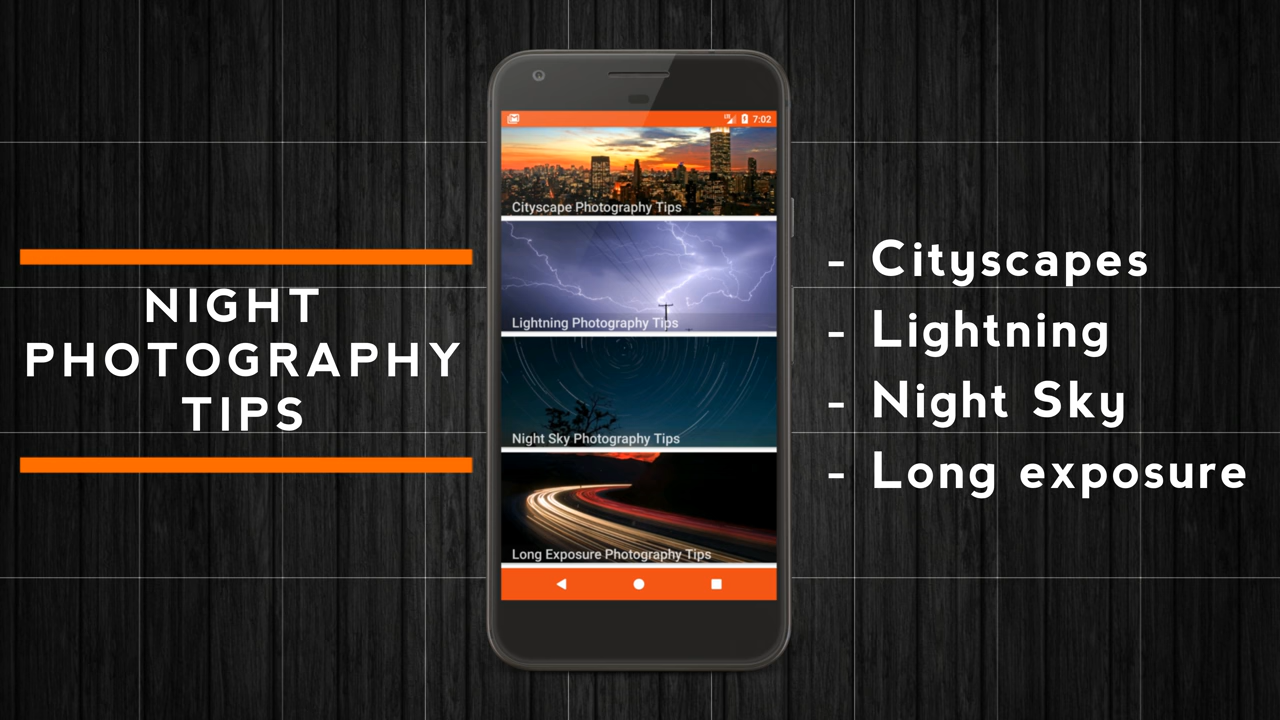 NIGHT
PHOTOGRAPHY
TIPS
7:02
Cityscape Photography Tips
Lightning Photography Tips
Night Sky Photography Tips
Long Exposure Photography Tips
- Cityscapes
- Lightning
- Night Sky
- Long exposure